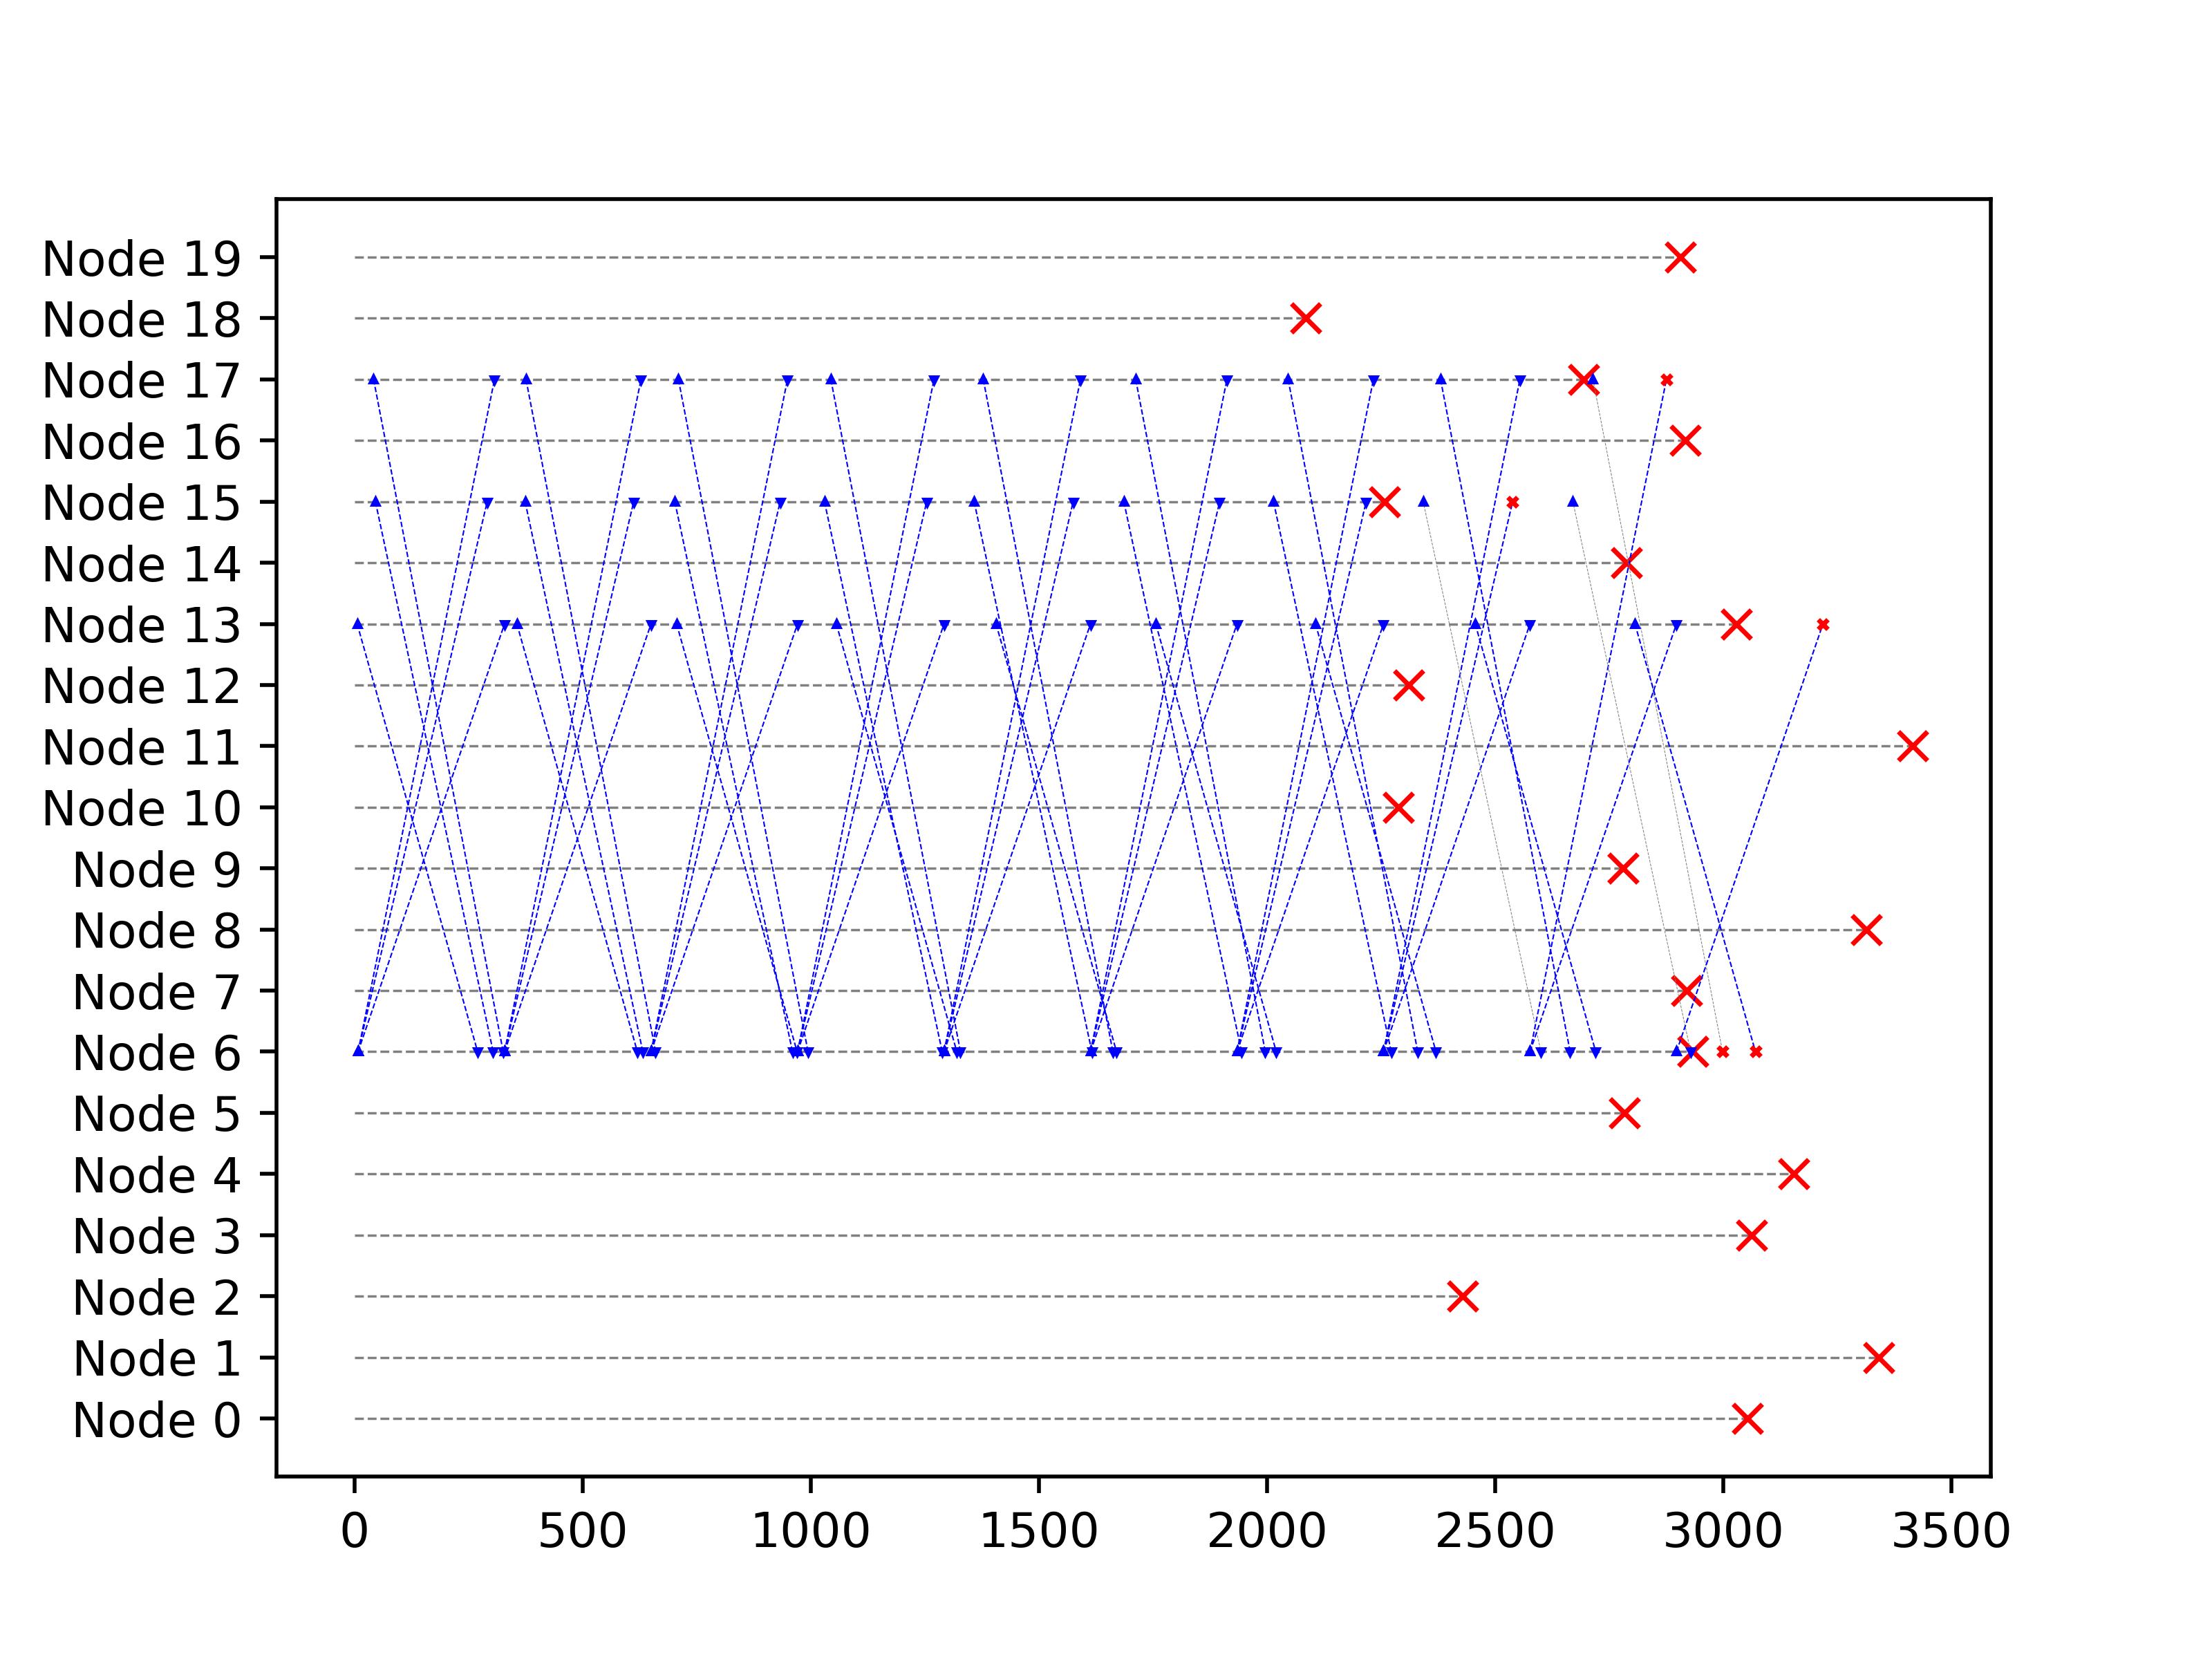 Node 19
Node 18
Node 17
Node 16
Node 15
Node 14
Node 13
Node 12
Node 11
Node 10
Node 9
Node 8
Node 7
Node 6
Node 5
Node 4
Node 3
Node 2
Node 1
Node 0
0 500 1000 1500 2000 2500 3000 3500